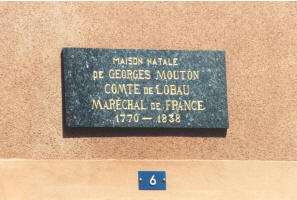 MAISON NATALE
DE GEORGES MOUTON
COMTE DE LOBAU
MARÉCHAL DE FRANCE
1770 — 1838
6